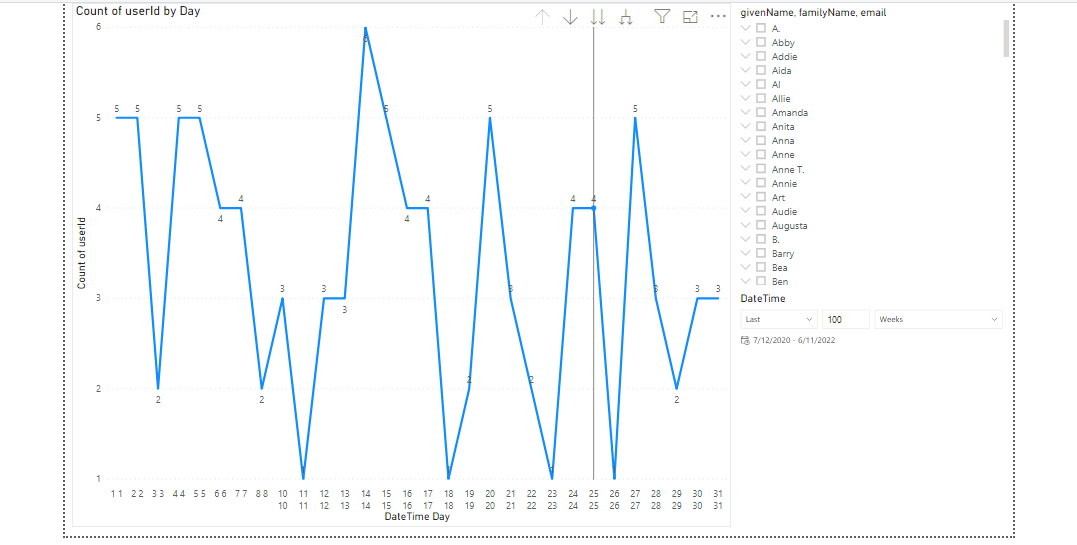 Count of userId by Day
6
5
4
3
2
1
Count of userId
5 5 2 5 5 4 4 2 3 1 3 3 6 5 4 4 1 2 5 3 2 1 4 4 1 5 3 2 3 3
1 1 2 2 3 3 4 4 5 5 6 6 7 7 8 8 10 11 12 13 14 15 16 17 18 19 20 21 22 23 24 25 26 27 28 29 30 31
10 11 12 13 14 15 16 17 18 19 20 21 22 23 24 25 26 27 28 29 30 31
DateTime Day
givenName, familyName, email
A.
Abby
Addie
Aida
Al
Allie
Amanda
Anita
Anna
Anne
Anne T.
Annie
Art
Audie
Augusta
B.
Barry
Bea
Ben
DateTime
Last 100 Weeks
7/12/2020 - 6/11/2022